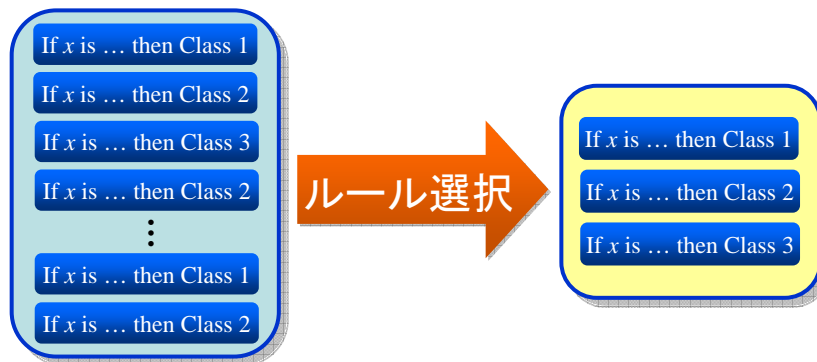 If x is … then Class 1
If x is … then Class 2
If x is … then Class 3
If x is … then Class 2
⋮
If x is … then Class 1
If x is … then Class 2
ルール選択
If x is … then Class 1
If x is … then Class 2
If x is … then Class 3